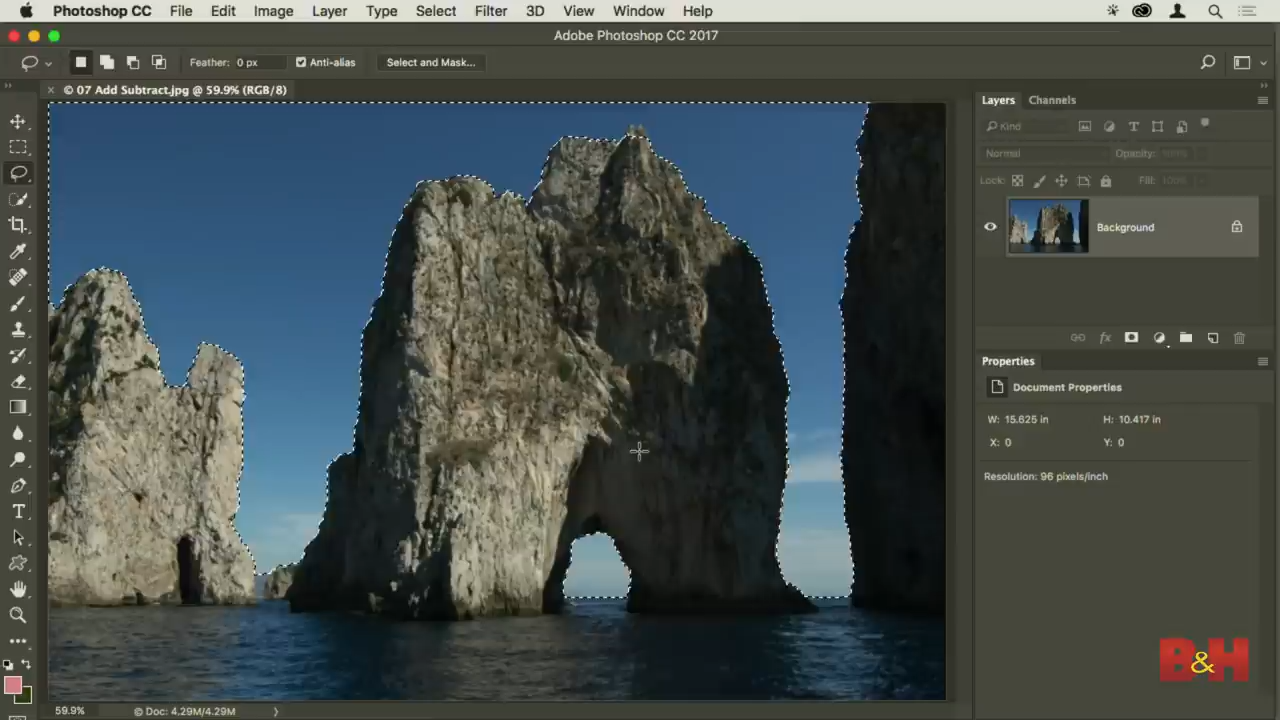 Photoshop CC File Edit Image Layer Type Select Filter 3D View Window Help
Adobe Photoshop CC 2017
Feather: 0 px Anti-alias Select and Mask...
© 07 Add Subtract.jpg @ 59.9% (RGB/8)
Layers Channels
Kind
Normal Opacity: 100%
Lock: Fill: 100%
Background
fx
Properties
Document Properties
W: 15.625 in H: 10.417 in
X: 0 Y: 0
Resolution: 96 pixels/inch
B&H
59.9% © Doc: 4.29M/4.29M